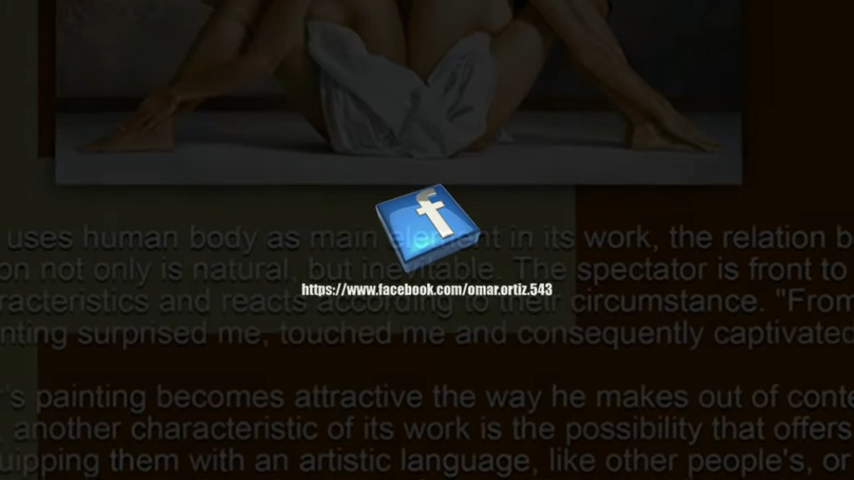 f
uses human body as main element in its work, the relation b
on not only is natural, but inevitable. The spectator is front to
https://www.facebook.com/omar.ortiz.543
racteristics and reacts according to their circumstance. "From
nting surprised me, touched me and consequently captivated
r's painting becomes attractive the way he makes out of conte
, another characteristic of its work is the possibility that offers
uipping them with an artistic language, like other people's, or